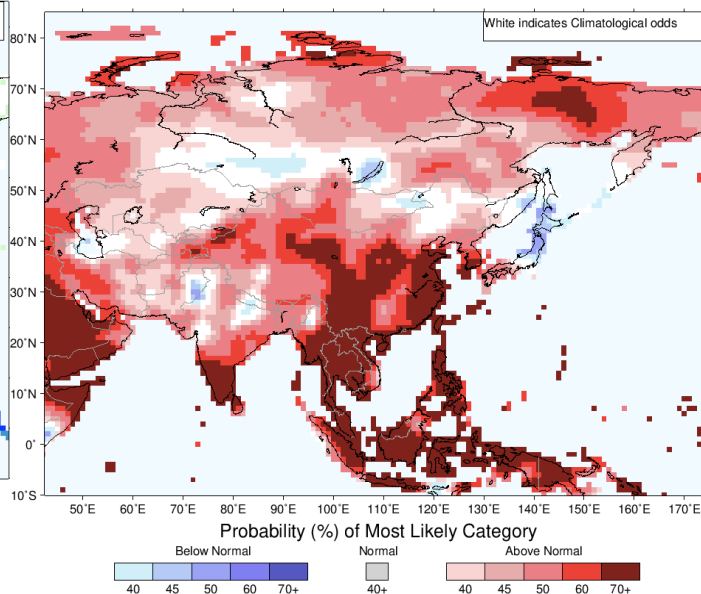 White indicates Climatological odds
80˚N
70˚N
60˚N
50˚N
40˚N
30˚N
20˚N
10˚N
0˚
10˚S
50˚E 60˚E 70˚E 80˚E 90˚E 100˚E 110˚E 120˚E 130˚E 140˚E 150˚E 160˚E 170˚E
Probability (%) of Most Likely Category
Below Normal Normal Above Normal
40 45 50 60 70+ 40+ 40 45 50 60 70+